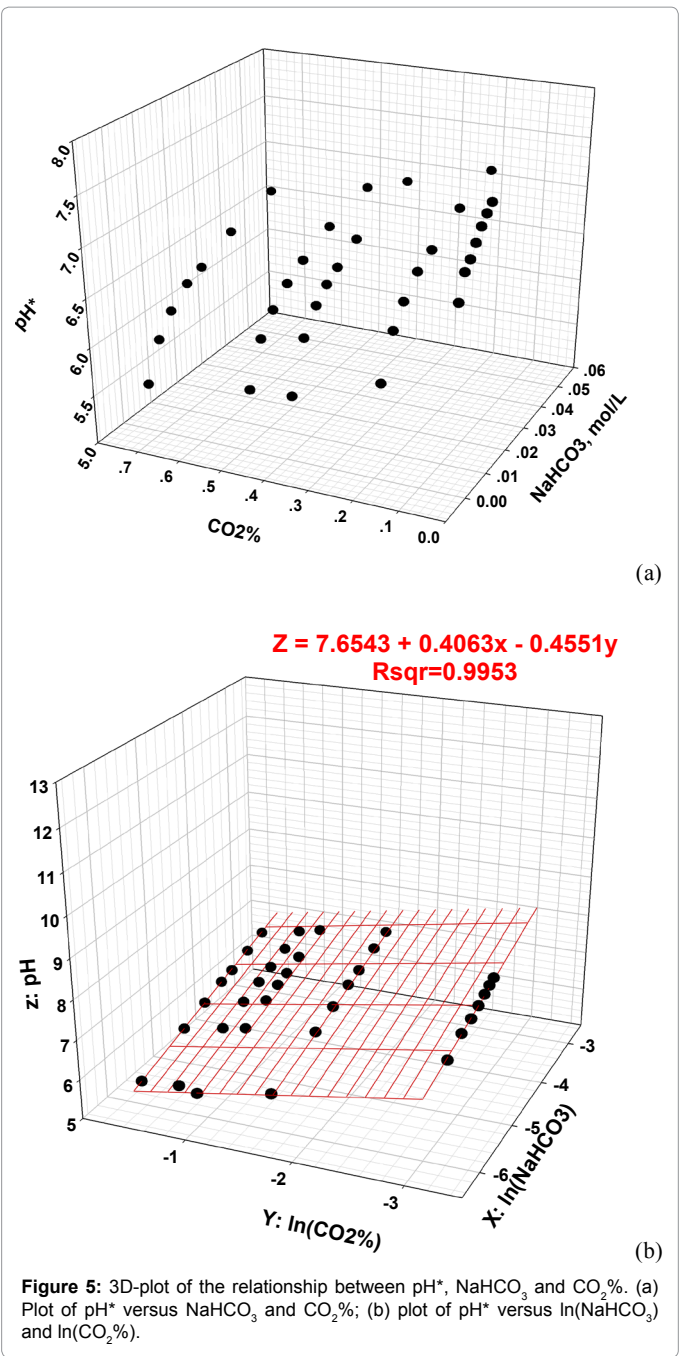 8.0
7.5
7.0
6.5
6.0
5.5
5.0
pH*
.7
.6
.5
.4
.3
.2
.1
0.0
CO2%
.06
.05
.04
.03
.02
.01
0.00
NaHCO3, mol/L
(a)
Z = 7.6543 + 0.4063x - 0.4551y
Rsqr=0.9953
13
12
11
10
9
8
7
6
5
z: pH
-1
-2
-3
Y: ln(CO2%)
-3
-4
-5
-6
X: ln(NaHCO3)
(b)
Figure 5: 3D-plot of the relationship between pH*, NaHCO3 and CO2%. (a)
Plot of pH* versus NaHCO3 and CO2%; (b) plot of pH* versus ln(NaHCO3)
and ln(CO2%).